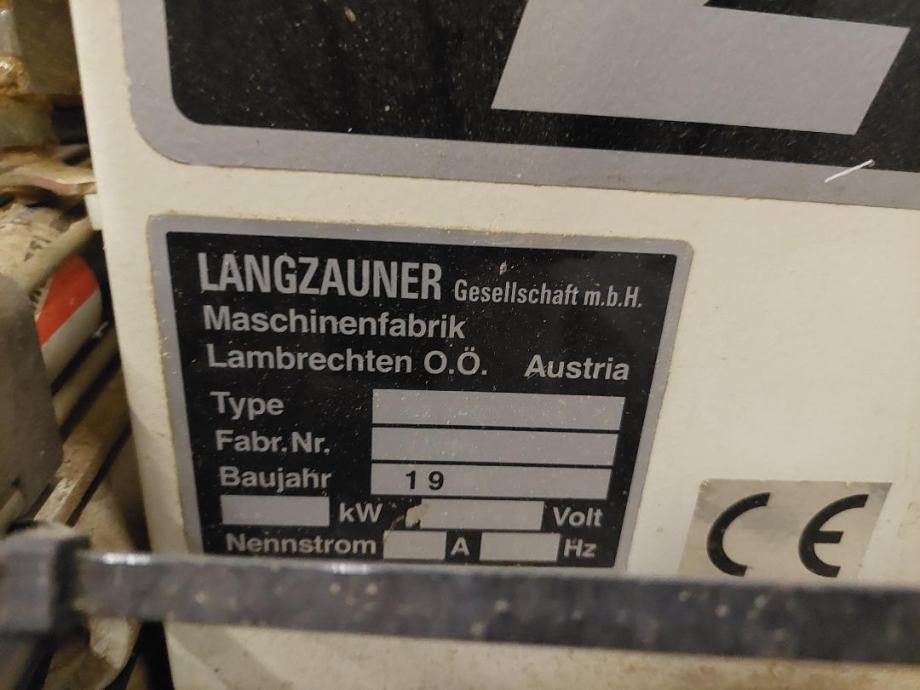 LANGZAUNER Gesellschaft m.b.H.
Maschinenfabrik
Lambrechten O.Ö. Austria
Type
Fabr.Nr.
Baujahr 19
kW Volt
Nennstrom A Hz
CE